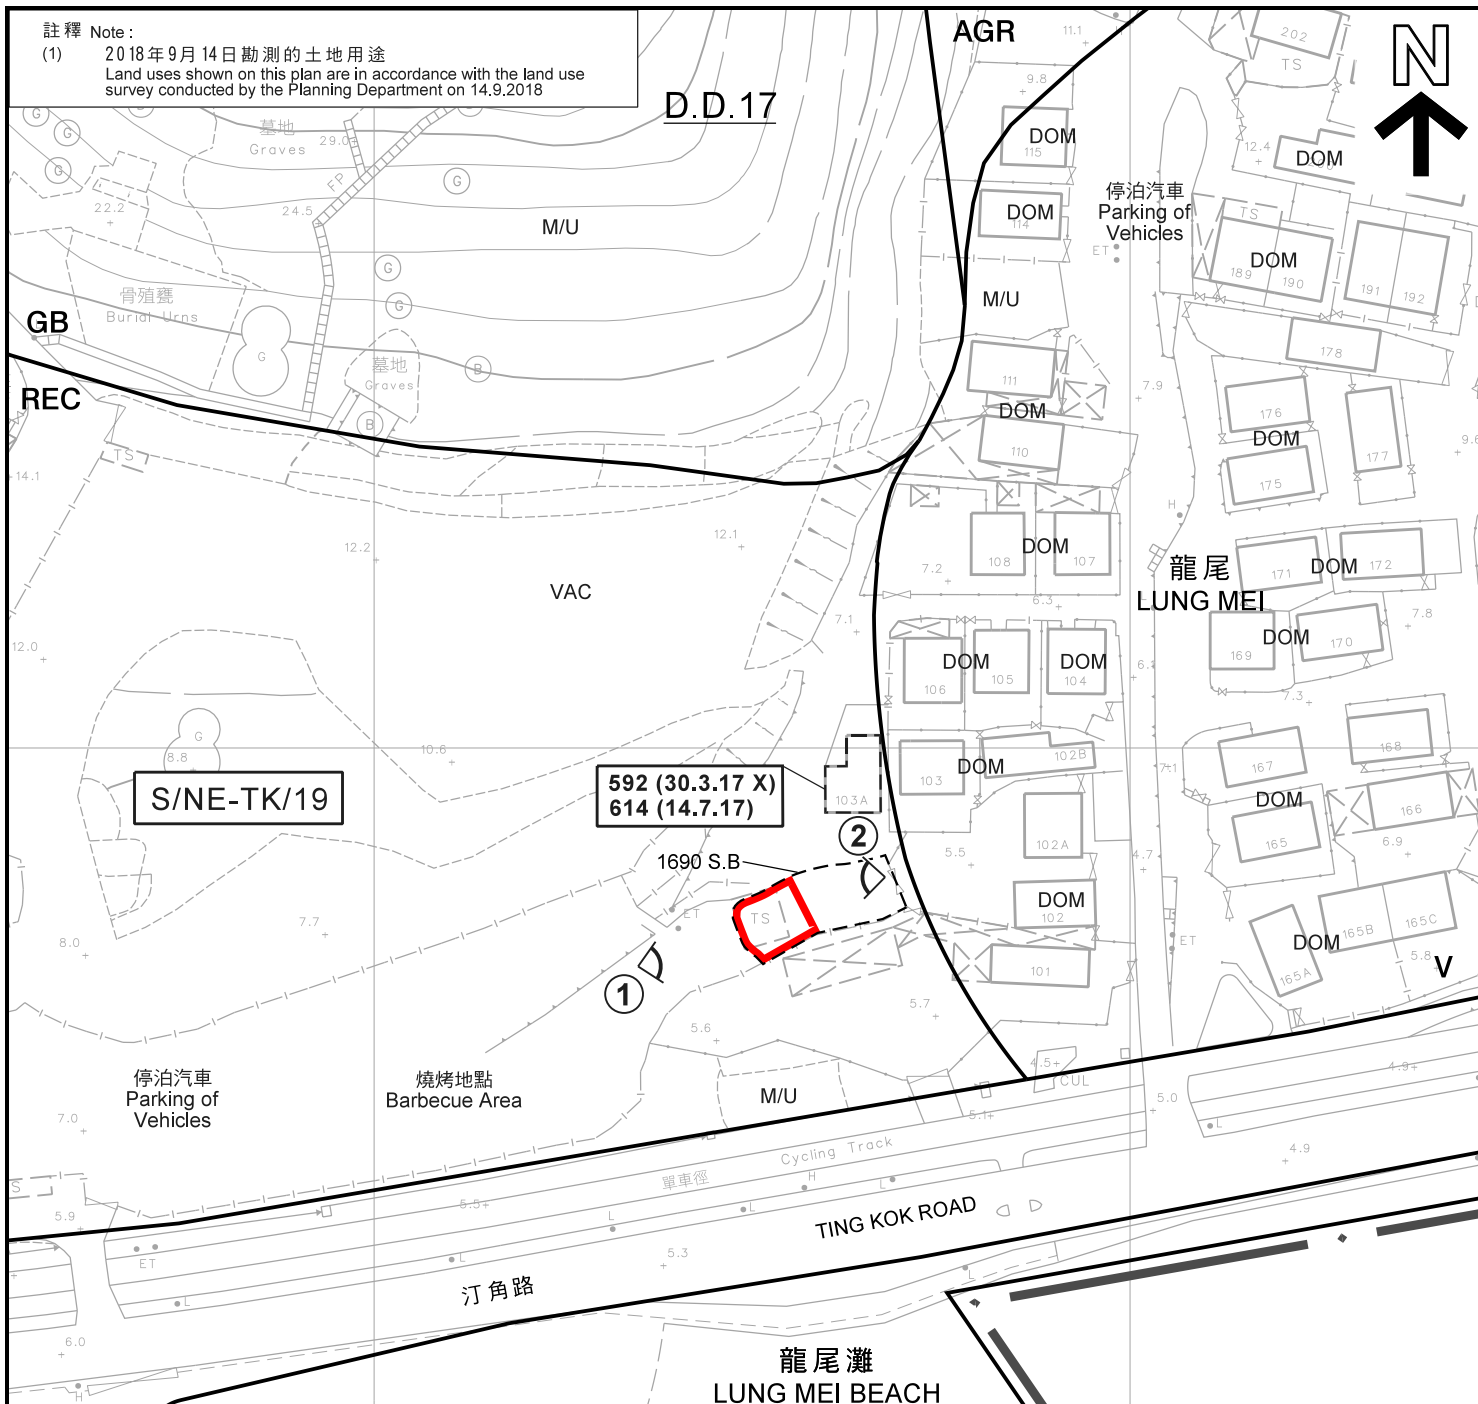 註釋 Note :
(1) 2018年9月14日勘測的土地用途
Land uses shown on this plan are in accordance with the land use
survey conducted by the Planning Department on 14.9.2018
D.D.17
AGR
N
11.1
9.8
202
TS
墓地
Graves
29.0
FP
G
G
G
G
22.2
24.5
M/U
DOM
115
DOM
114
停泊汽車
Parking of
Vehicles
ET
TS
12.4
DOM
DOM
189
190
191
192
G
G
骨殖甕
Burial Urns
G
GB
REC
墓地
Graves
B
B
M/U
111
DOM
110
7.9
178
176
DOM
175
177
9.6
TS
14.1
12.2
12.1
VAC
108
DOM
107
7.2
6.3
H
龍尾
LUNG MEI
171
DOM
172
7.1
12.0
106
DOM
105
DOM
104
169
DOM
170
7.8
7.3
G
8.8
10.6
S/NE-TK/19
592 (30.3.17 X)
614 (14.7.17)
103A
103
DOM
102B
102A
7.1
167
168
DOM
165
166
6.9
2
1690 S.B
5.5
4.7
ET
TS
DOM
102
101
ET
165B
165C
DOM
165A
5.8
V
8.0
7.7
1
5.6
5.7
停泊汽車
Parking of
Vehicles
7.0
燒烤地點
Barbecue Area
M/U
4.5
CUL
5.1
5.0
4.9
L
4.9
Cycling Track
單車徑
H
L
L
L
L
L
5.9
5.5
ET
5.3
TING KOK ROAD
汀角路
L
6.0
H
龍尾灘
LUNG MEI BEACH